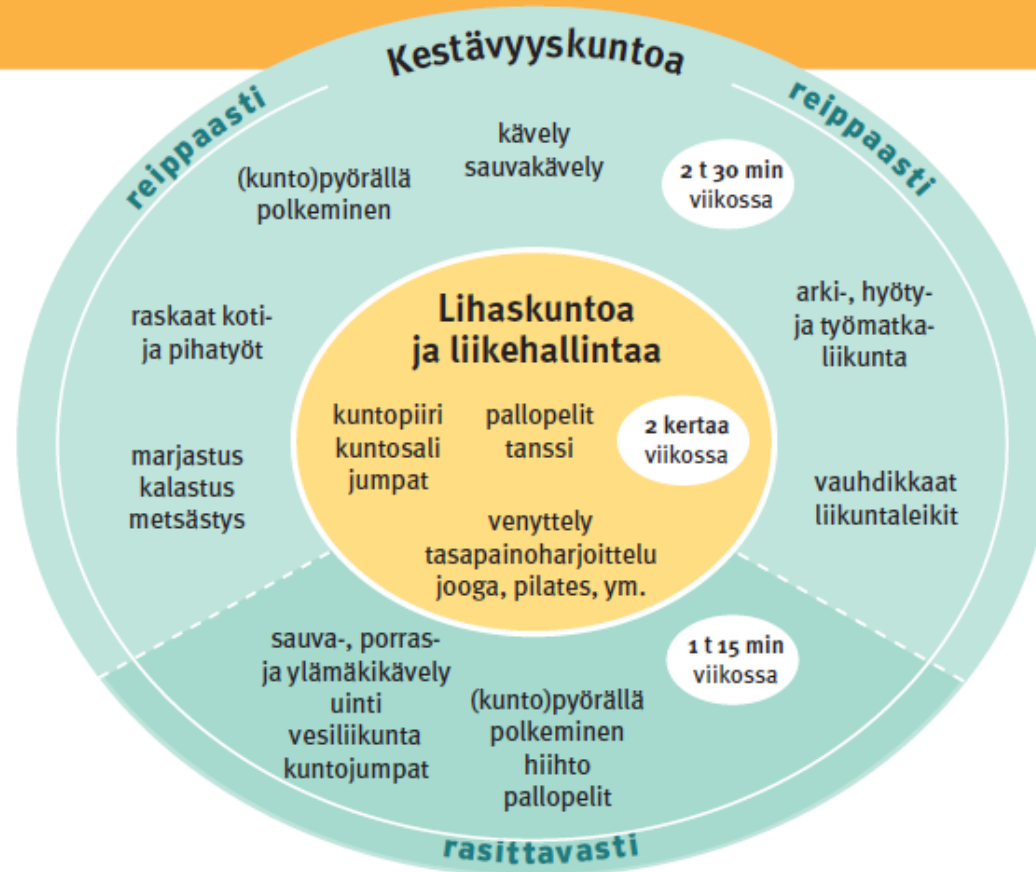 Kestävyyskuntoa
reippaasti
reippaasti
kävely
sauvakävely
(kunto)pyörällä
polkeminen
2 t 30 min
viikossa
raskaat koti-
ja pihatyöt
arki-, hyöty-
ja työmatka-
liikunta
marjastus
kalastus
metsästys
vauhdikkaat
liikuntaleikit
Lihaskuntoa
ja liikehallintaa
kuntopiiri
kuntosali
jumpat
pallopelit
tanssi
2 kertaa
viikossa
venyttely
tasapainoharjoittelu
jooga, pilates, ym.
sauva-, porras-
ja ylämäkikävely
uinti
vesiliikunta
kuntojumpat
(kunto)pyörällä
polkeminen
hiihto
pallopelit
1 t 15 min
viikossa
rasittavasti